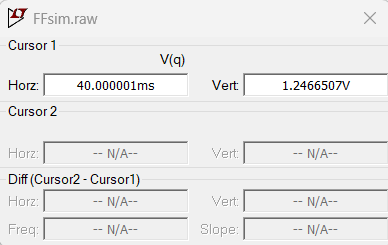 FFsim.raw
Cursor 1
V(q)
Horz: 40.000001ms Vert: 1.2466507V
Cursor 2
Horz: -- N/A-- Vert: -- N/A--
Diff (Cursor2 - Cursor1)
Horz: -- N/A-- Vert: -- N/A--
Freq: -- N/A-- Slope: -- N/A--